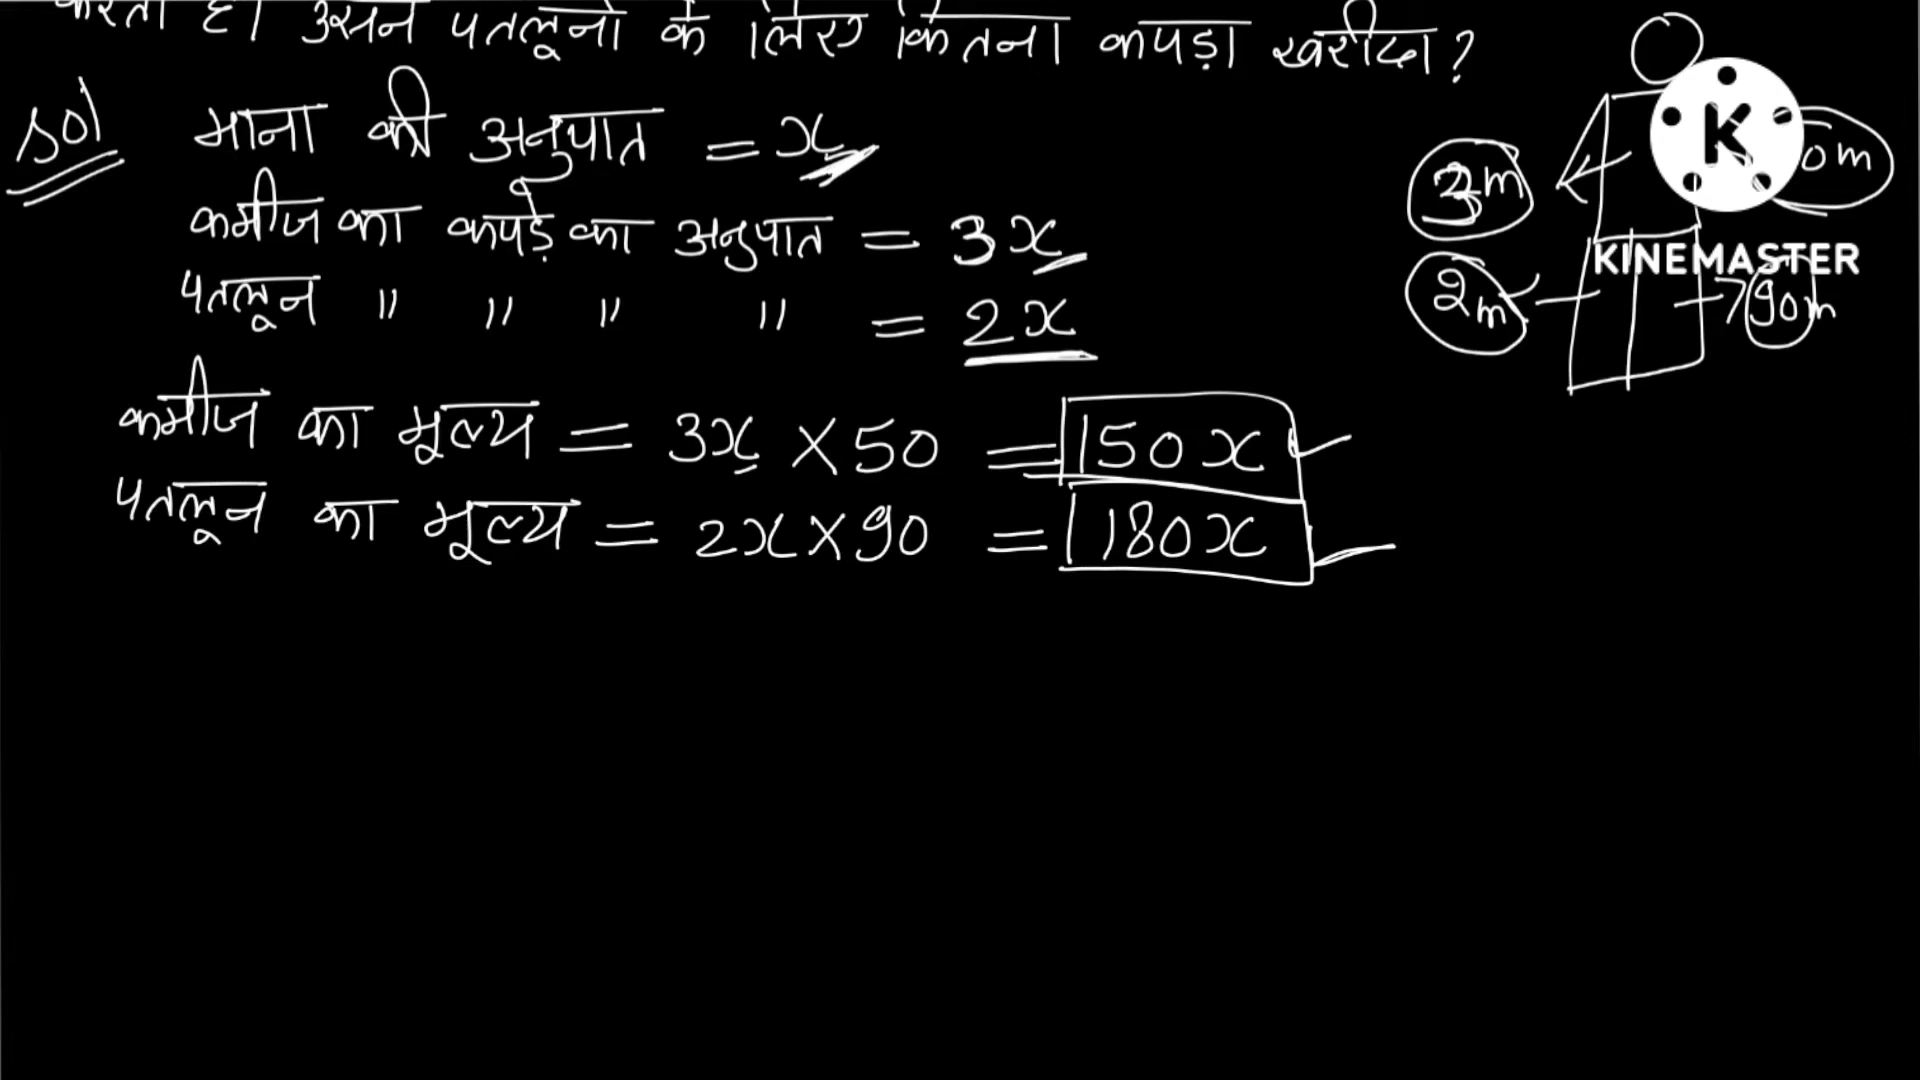 करता है। उसने पतलूनों के लिए कितना कपड़ा खरीदा?
Sol माना की अनुपात = x
कमीज का कपड़े का अनुपात = 3x
पतलून " " " " = 2x
कमीज का मूल्य = 3x × 50 = 150x
पतलून का मूल्य = 2x × 90 = 180x
3m
0m
2m
90m
K
KINEMASTER